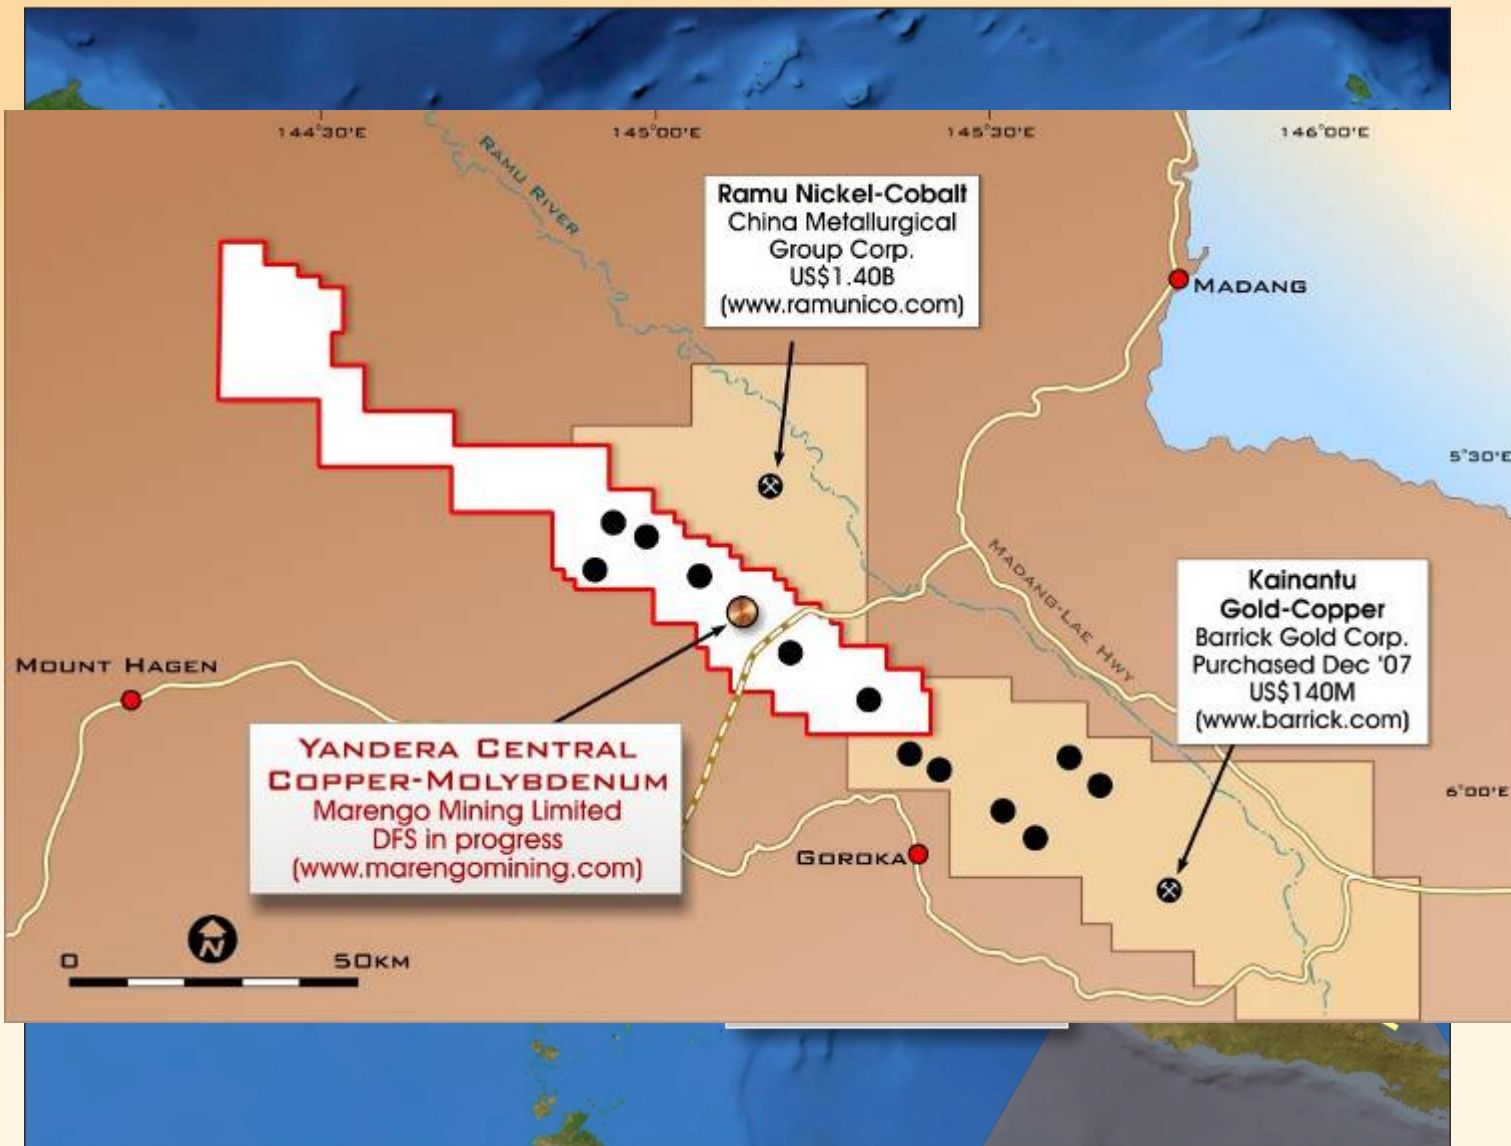 144°30'E
145°00'E
145°30'E
146°00'E
RAMU RIVER
Ramu Nickel-Cobalt
China Metallurgical
Group Corp.
US$1.40B
(www.ramunico.com)
MADANG
5°30'E
MADANG-LAE HWY
Kainantu
Gold-Copper
Barrick Gold Corp.
Purchased Dec '07
US$140M
(www.barrick.com)
MOUNT HAGEN
YANDERA CENTRAL
COPPER-MOLYBDENUM
Marengo Mining Limited
DFS in progress
(www.marengomining.com)
6°00'E
GOROKA
N
0 50KM